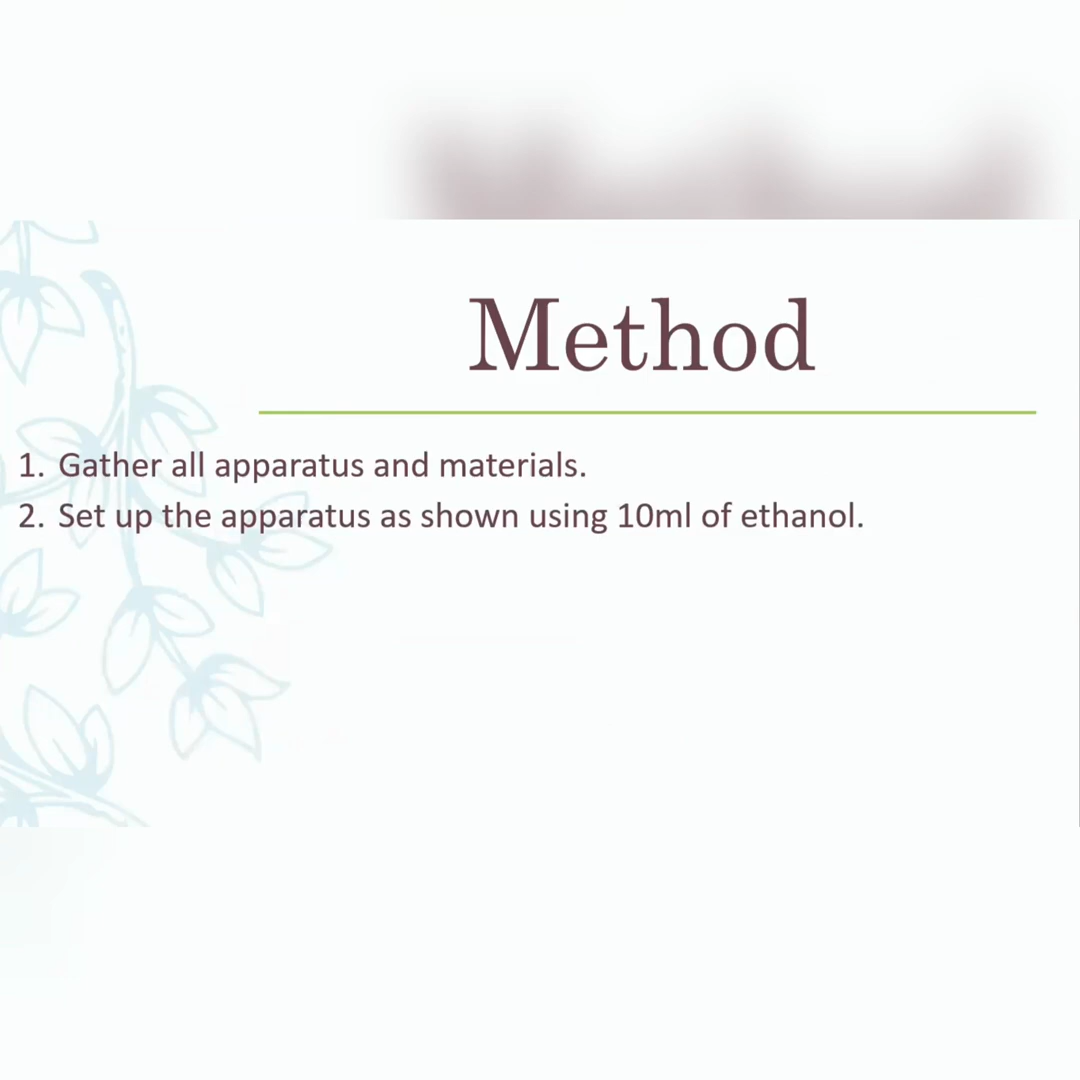 Method
1. Gather all apparatus and materials.
2. Set up the apparatus as shown using 10ml of ethanol.